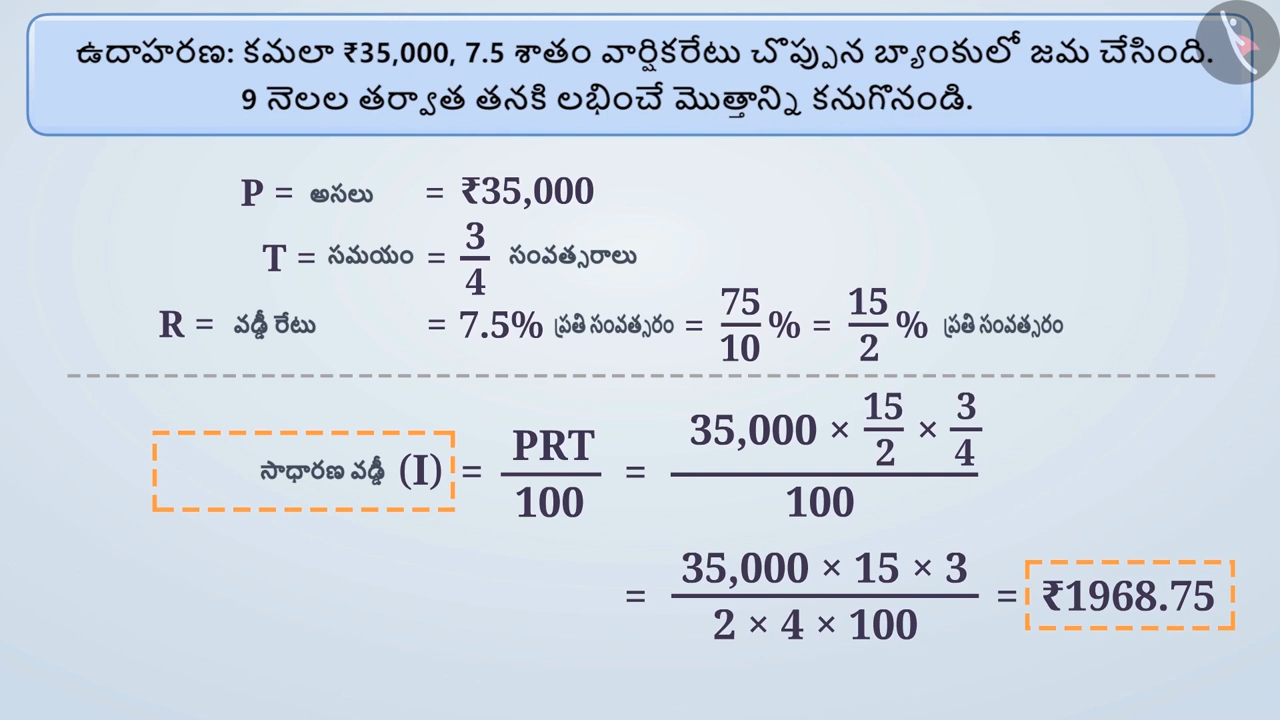 ఉదాహరణ: కమలా ₹35,000, 7.5 శాతం వార్షికరేటు చొప్పున బ్యాంకులో జమ చేసింది.
9 నెలల తర్వాత తనకి లభించే మొత్తాన్ని కనుగొనండి.
P = అసలు = ₹35,000
T = సమయం = 3/4 సంవత్సరాలు
R = వడ్డీ రేటు = 7.5% ప్రతి సంవత్సరం = 75/10 % = 15/2 % ప్రతి సంవత్సరం
సాధారణ వడ్డీ (I) = PRT/100 = 35,000 × 15/2 × 3/4 / 100
= 35,000 × 15 × 3 / 2 × 4 × 100 = ₹1968.75